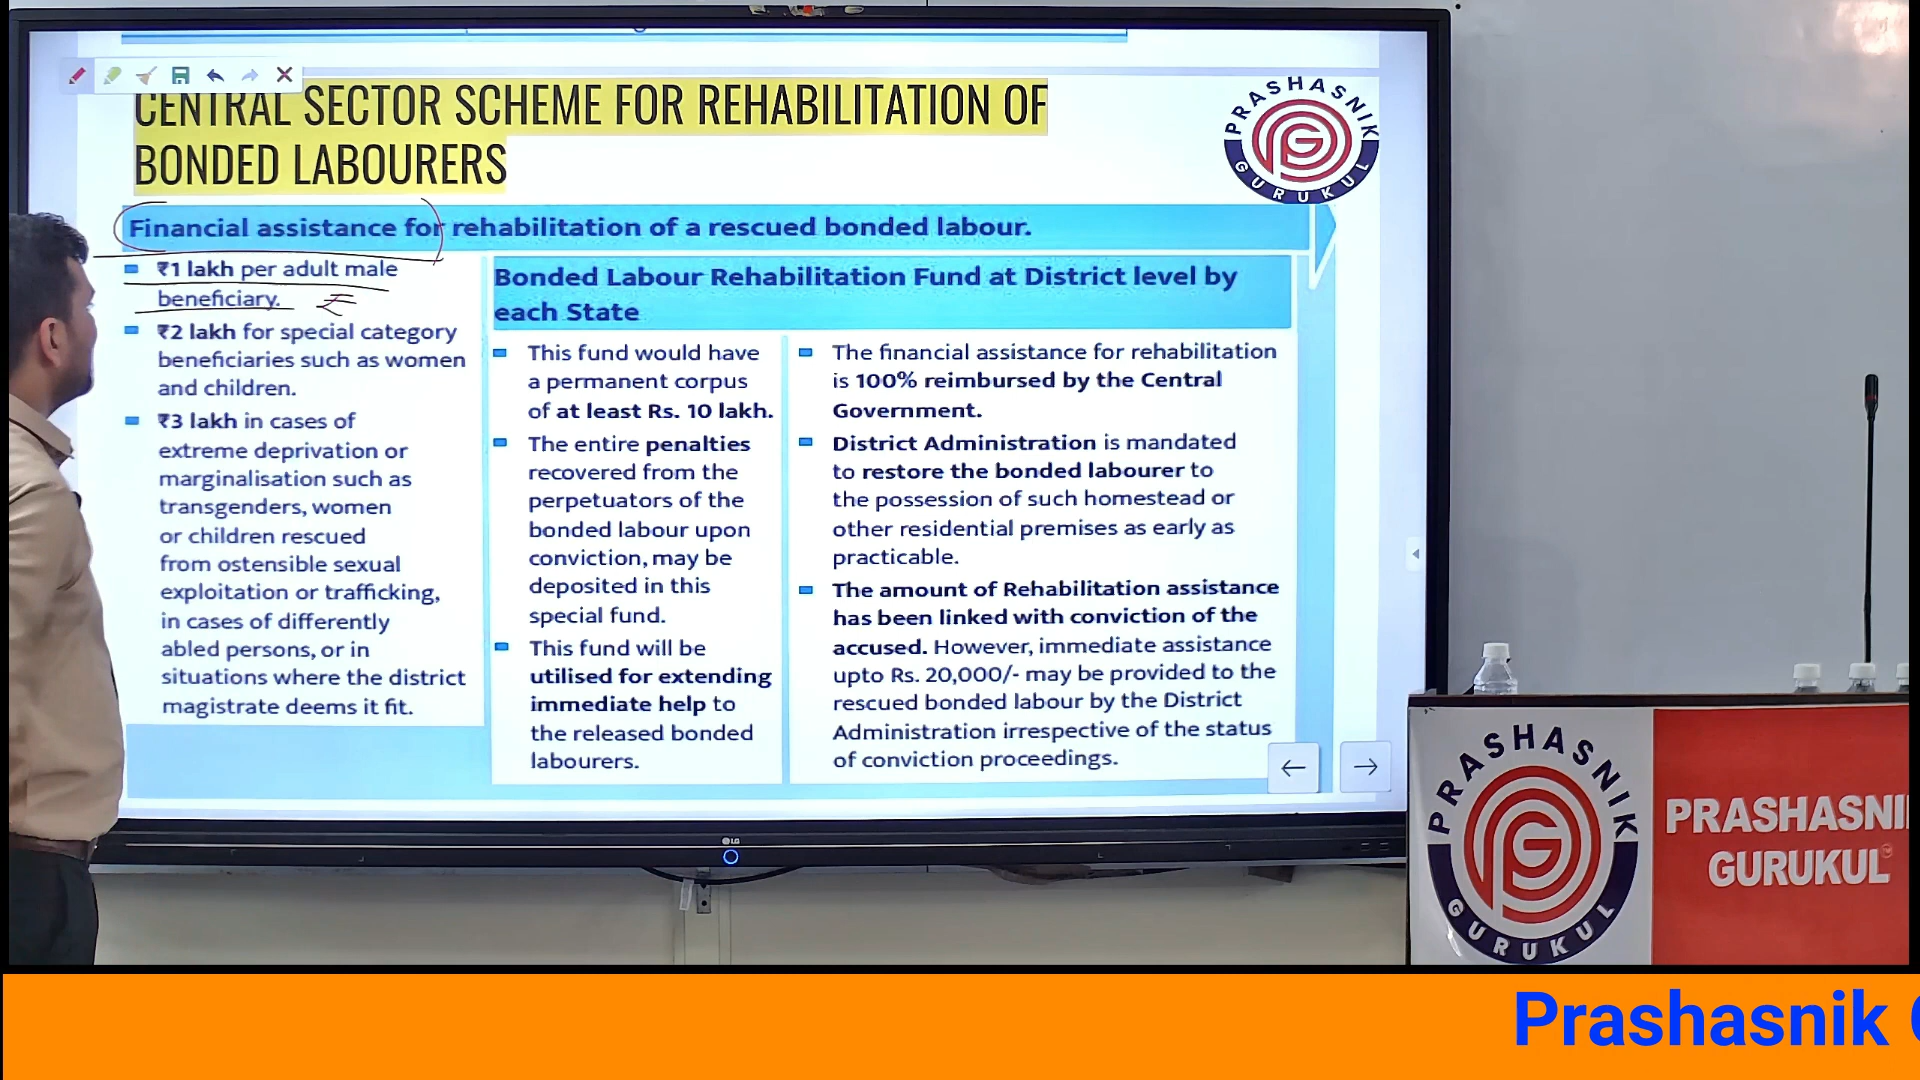 CENTRAL SECTOR SCHEME FOR REHABILITATION OF
BONDED LABOURERS
PRASHASNIK
GURUKUL
Financial assistance for rehabilitation of a rescued bonded labour.
₹1 lakh per adult male
beneficiary.
₹
₹2 lakh for special category
beneficiaries such as women
and children.
₹3 lakh in cases of
extreme deprivation or
marginalisation such as
transgenders, women
or children rescued
from ostensible sexual
exploitation or trafficking,
in cases of differently
abled persons, or in
situations where the district
magistrate deems it fit.
Bonded Labour Rehabilitation Fund at District level by
each State
This fund would have
a permanent corpus
of at least Rs. 10 lakh.
The entire penalties
recovered from the
perpetuators of the
bonded labour upon
conviction, may be
deposited in this
special fund.
This fund will be
utilised for extending
immediate help to
the released bonded
labourers.
The financial assistance for rehabilitation
is 100% reimbursed by the Central
Government.
District Administration is mandated
to restore the bonded labourer to
the possession of such homestead or
other residential premises as early as
practicable.
The amount of Rehabilitation assistance
has been linked with conviction of the
accused. However, immediate assistance
upto Rs. 20,000/- may be provided to the
rescued bonded labour by the District
Administration irrespective of the status
of conviction proceedings.
LG
PRASHASNIK
GURUKUL
PRASHASNI
GURUKUL™
Prashasnik